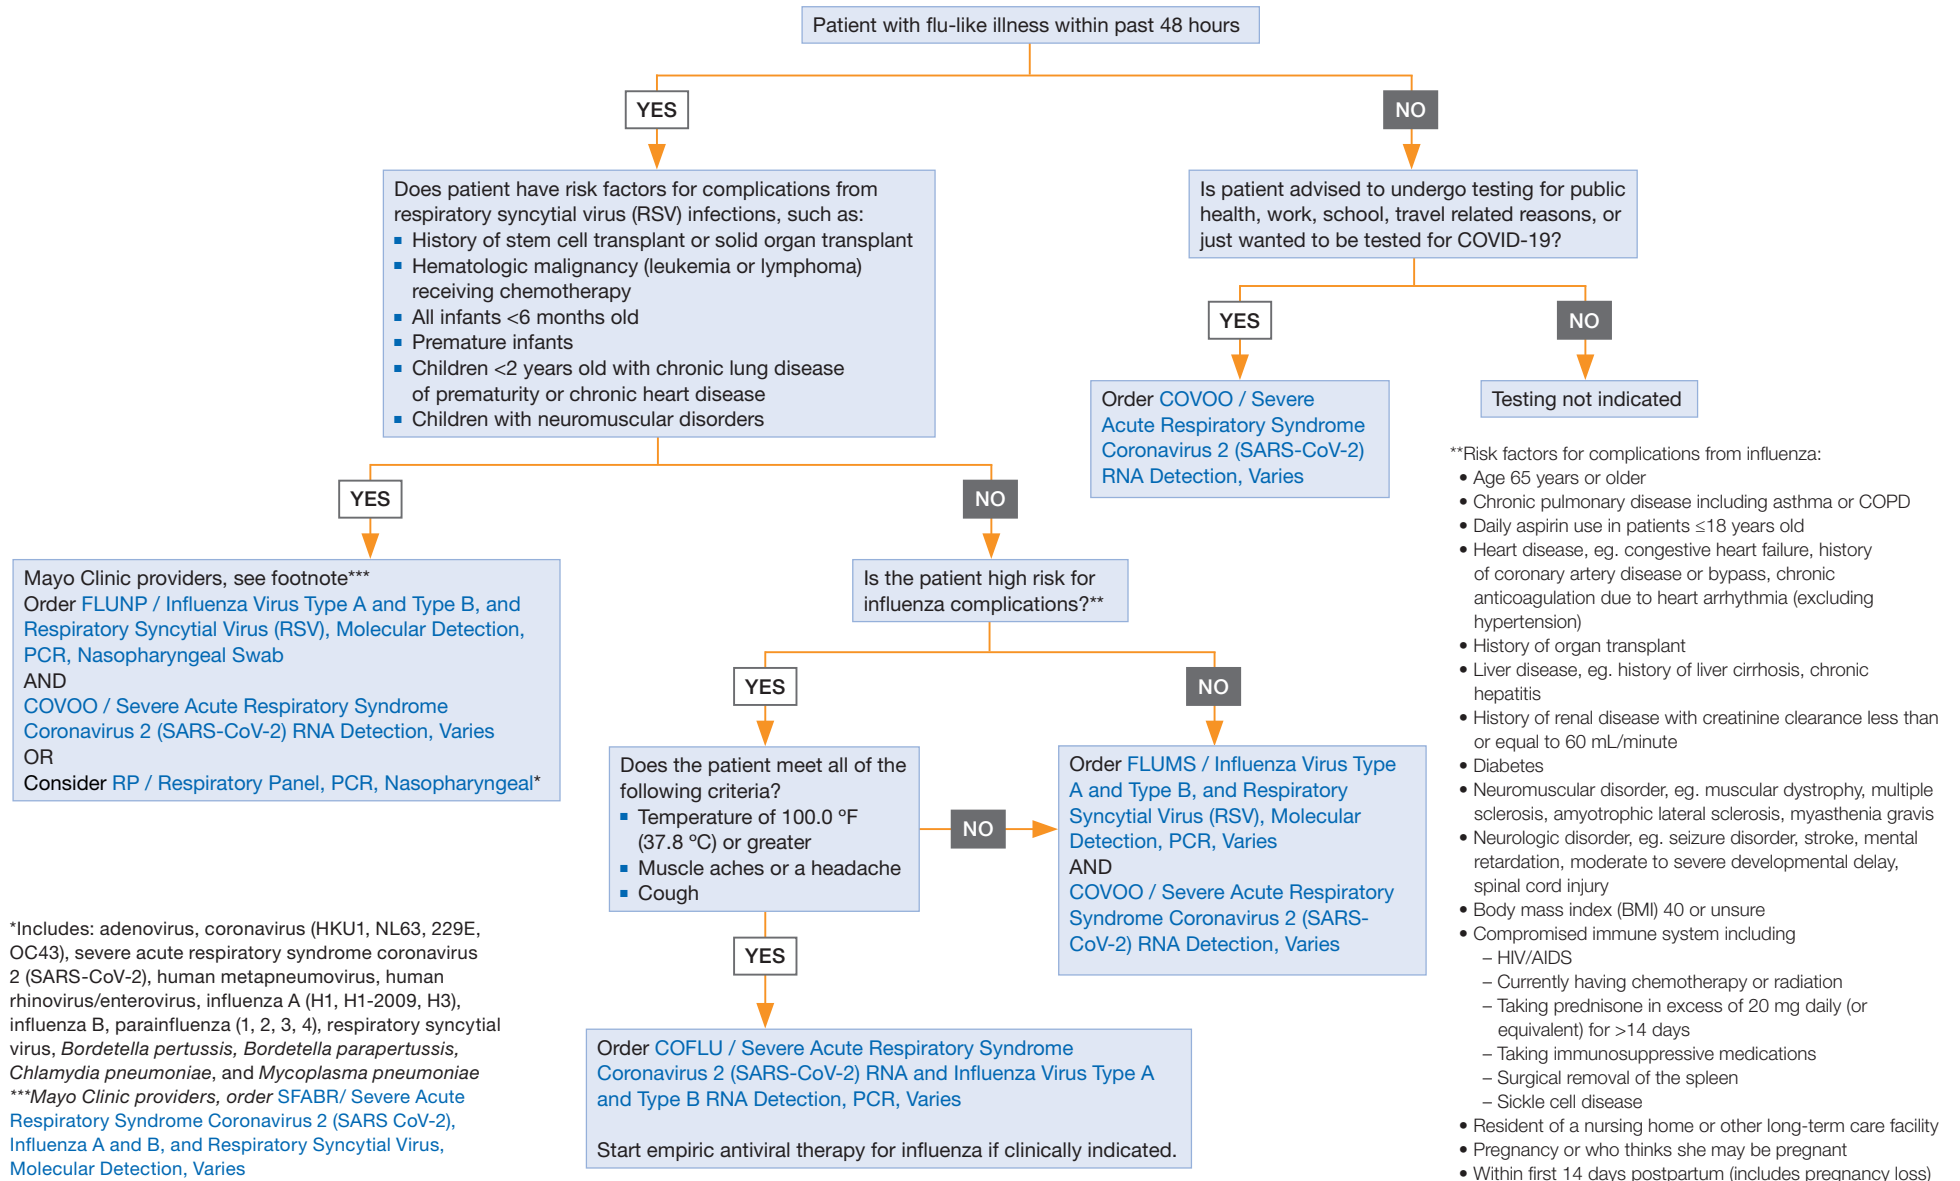 Patient with flu-like illness within past 48 hours
YES
NO
Does patient have risk factors for complications from
respiratory syncytial virus (RSV) infections, such as:
▪ History of stem cell transplant or solid organ transplant
▪ Hematologic malignancy (leukemia or lymphoma)
receiving chemotherapy
▪ All infants <6 months old
▪ Premature infants
▪ Children <2 years old with chronic lung disease
of prematurity or chronic heart disease
▪ Children with neuromuscular disorders
Is patient advised to undergo testing for public
health, work, school, travel related reasons, or
just wanted to be tested for COVID-19?
YES
NO
Order COVOO / Severe
Acute Respiratory Syndrome
Coronavirus 2 (SARS-CoV-2)
RNA Detection, Varies
Testing not indicated
YES
NO
Mayo Clinic providers, see footnote***
Order FLUNP / Influenza Virus Type A and Type B, and
Respiratory Syncytial Virus (RSV), Molecular Detection,
PCR, Nasopharyngeal Swab
AND
COVOO / Severe Acute Respiratory Syndrome
Coronavirus 2 (SARS-CoV-2) RNA Detection, Varies
OR
Consider RP / Respiratory Panel, PCR, Nasopharyngeal*
Is the patient high risk for
influenza complications?**
YES
NO
Does the patient meet all of the
following criteria?
▪ Temperature of 100.0 ºF
(37.8 ºC) or greater
▪ Muscle aches or a headache
▪ Cough
NO
Order FLUMS / Influenza Virus Type
A and Type B, and Respiratory
Syncytial Virus (RSV), Molecular
Detection, PCR, Varies
AND
COVOO / Severe Acute Respiratory
Syndrome Coronavirus 2 (SARS-
CoV-2) RNA Detection, Varies
YES
Order COFLU / Severe Acute Respiratory Syndrome
Coronavirus 2 (SARS-CoV-2) RNA and Influenza Virus Type A
and Type B RNA Detection, PCR, Varies
Start empiric antiviral therapy for influenza if clinically indicated.
*Includes: adenovirus, coronavirus (HKU1, NL63, 229E,
OC43), severe acute respiratory syndrome coronavirus
2 (SARS-CoV-2), human metapneumovirus, human
rhinovirus/enterovirus, influenza A (H1, H1-2009, H3),
influenza B, parainfluenza (1, 2, 3, 4), respiratory syncytial
virus, Bordetella pertussis, Bordetella parapertussis,
Chlamydia pneumoniae, and Mycoplasma pneumoniae
***Mayo Clinic providers, order SFABR/ Severe Acute
Respiratory Syndrome Coronavirus 2 (SARS CoV-2),
Influenza A and B, and Respiratory Syncytial Virus,
Molecular Detection, Varies
**Risk factors for complications from influenza:
• Age 65 years or older
• Chronic pulmonary disease including asthma or COPD
• Daily aspirin use in patients ≤18 years old
• Heart disease, eg. congestive heart failure, history
of coronary artery disease or bypass, chronic
anticoagulation due to heart arrhythmia (excluding
hypertension)
• History of organ transplant
• Liver disease, eg. history of liver cirrhosis, chronic
hepatitis
• History of renal disease with creatinine clearance less than
or equal to 60 mL/minute
• Diabetes
• Neuromuscular disorder, eg. muscular dystrophy, multiple
sclerosis, amyotrophic lateral sclerosis, myasthenia gravis
• Neurologic disorder, eg. seizure disorder, stroke, mental
retardation, moderate to severe developmental delay,
spinal cord injury
• Body mass index (BMI) 40 or unsure
• Compromised immune system including
– HIV/AIDS
– Currently having chemotherapy or radiation
– Taking prednisone in excess of 20 mg daily (or
equivalent) for >14 days
– Taking immunosuppressive medications
– Surgical removal of the spleen
– Sickle cell disease
• Resident of a nursing home or other long-term care facility
• Pregnancy or who thinks she may be pregnant
• Within first 14 days postpartum (includes pregnancy loss)